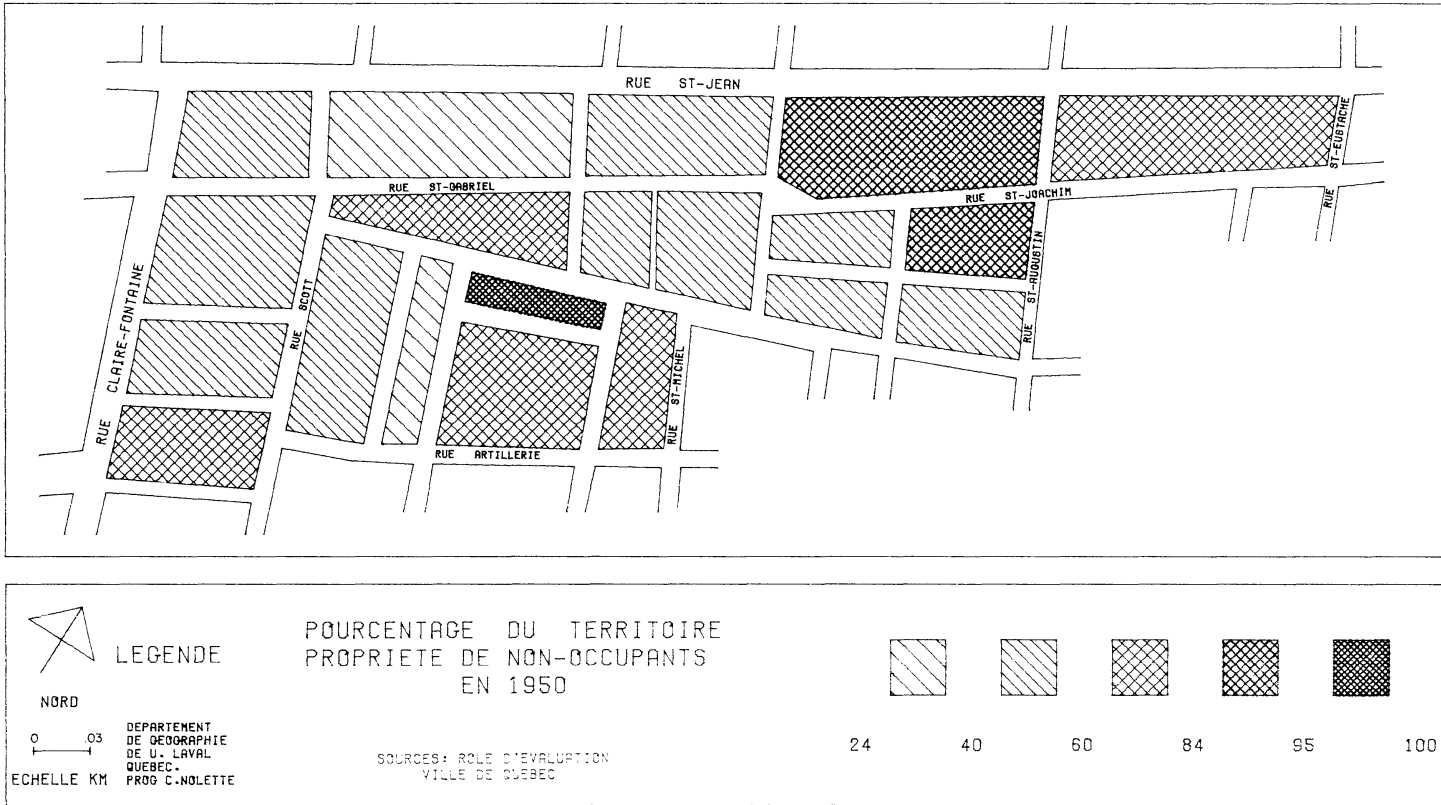 RUE ST-JEAN
RUE ST-GABRIEL
RUE ST-JOACHIM
RUE ST-EUSTACHE
RUE ST-AUGUSTIN
RUE CLAIRE-FONTAINE
RUE SCOTT
RUE ST-MICHEL
RUE ARTILLERIE
LEGENDE
NORD
0 .03
ECHELLE KM
DEPARTEMENT
DE GEOGRAPHIE
DE U. LAVAL
QUEBEC.
PROG C.NOLETTE
POURCENTAGE DU TERRITOIRE
PROPRIETE DE NON-OCCUPANTS
EN 1950
SOURCES: ROLE D'EVALUATION
VILLE DE QUEBEC
24 40 60 84 95 100